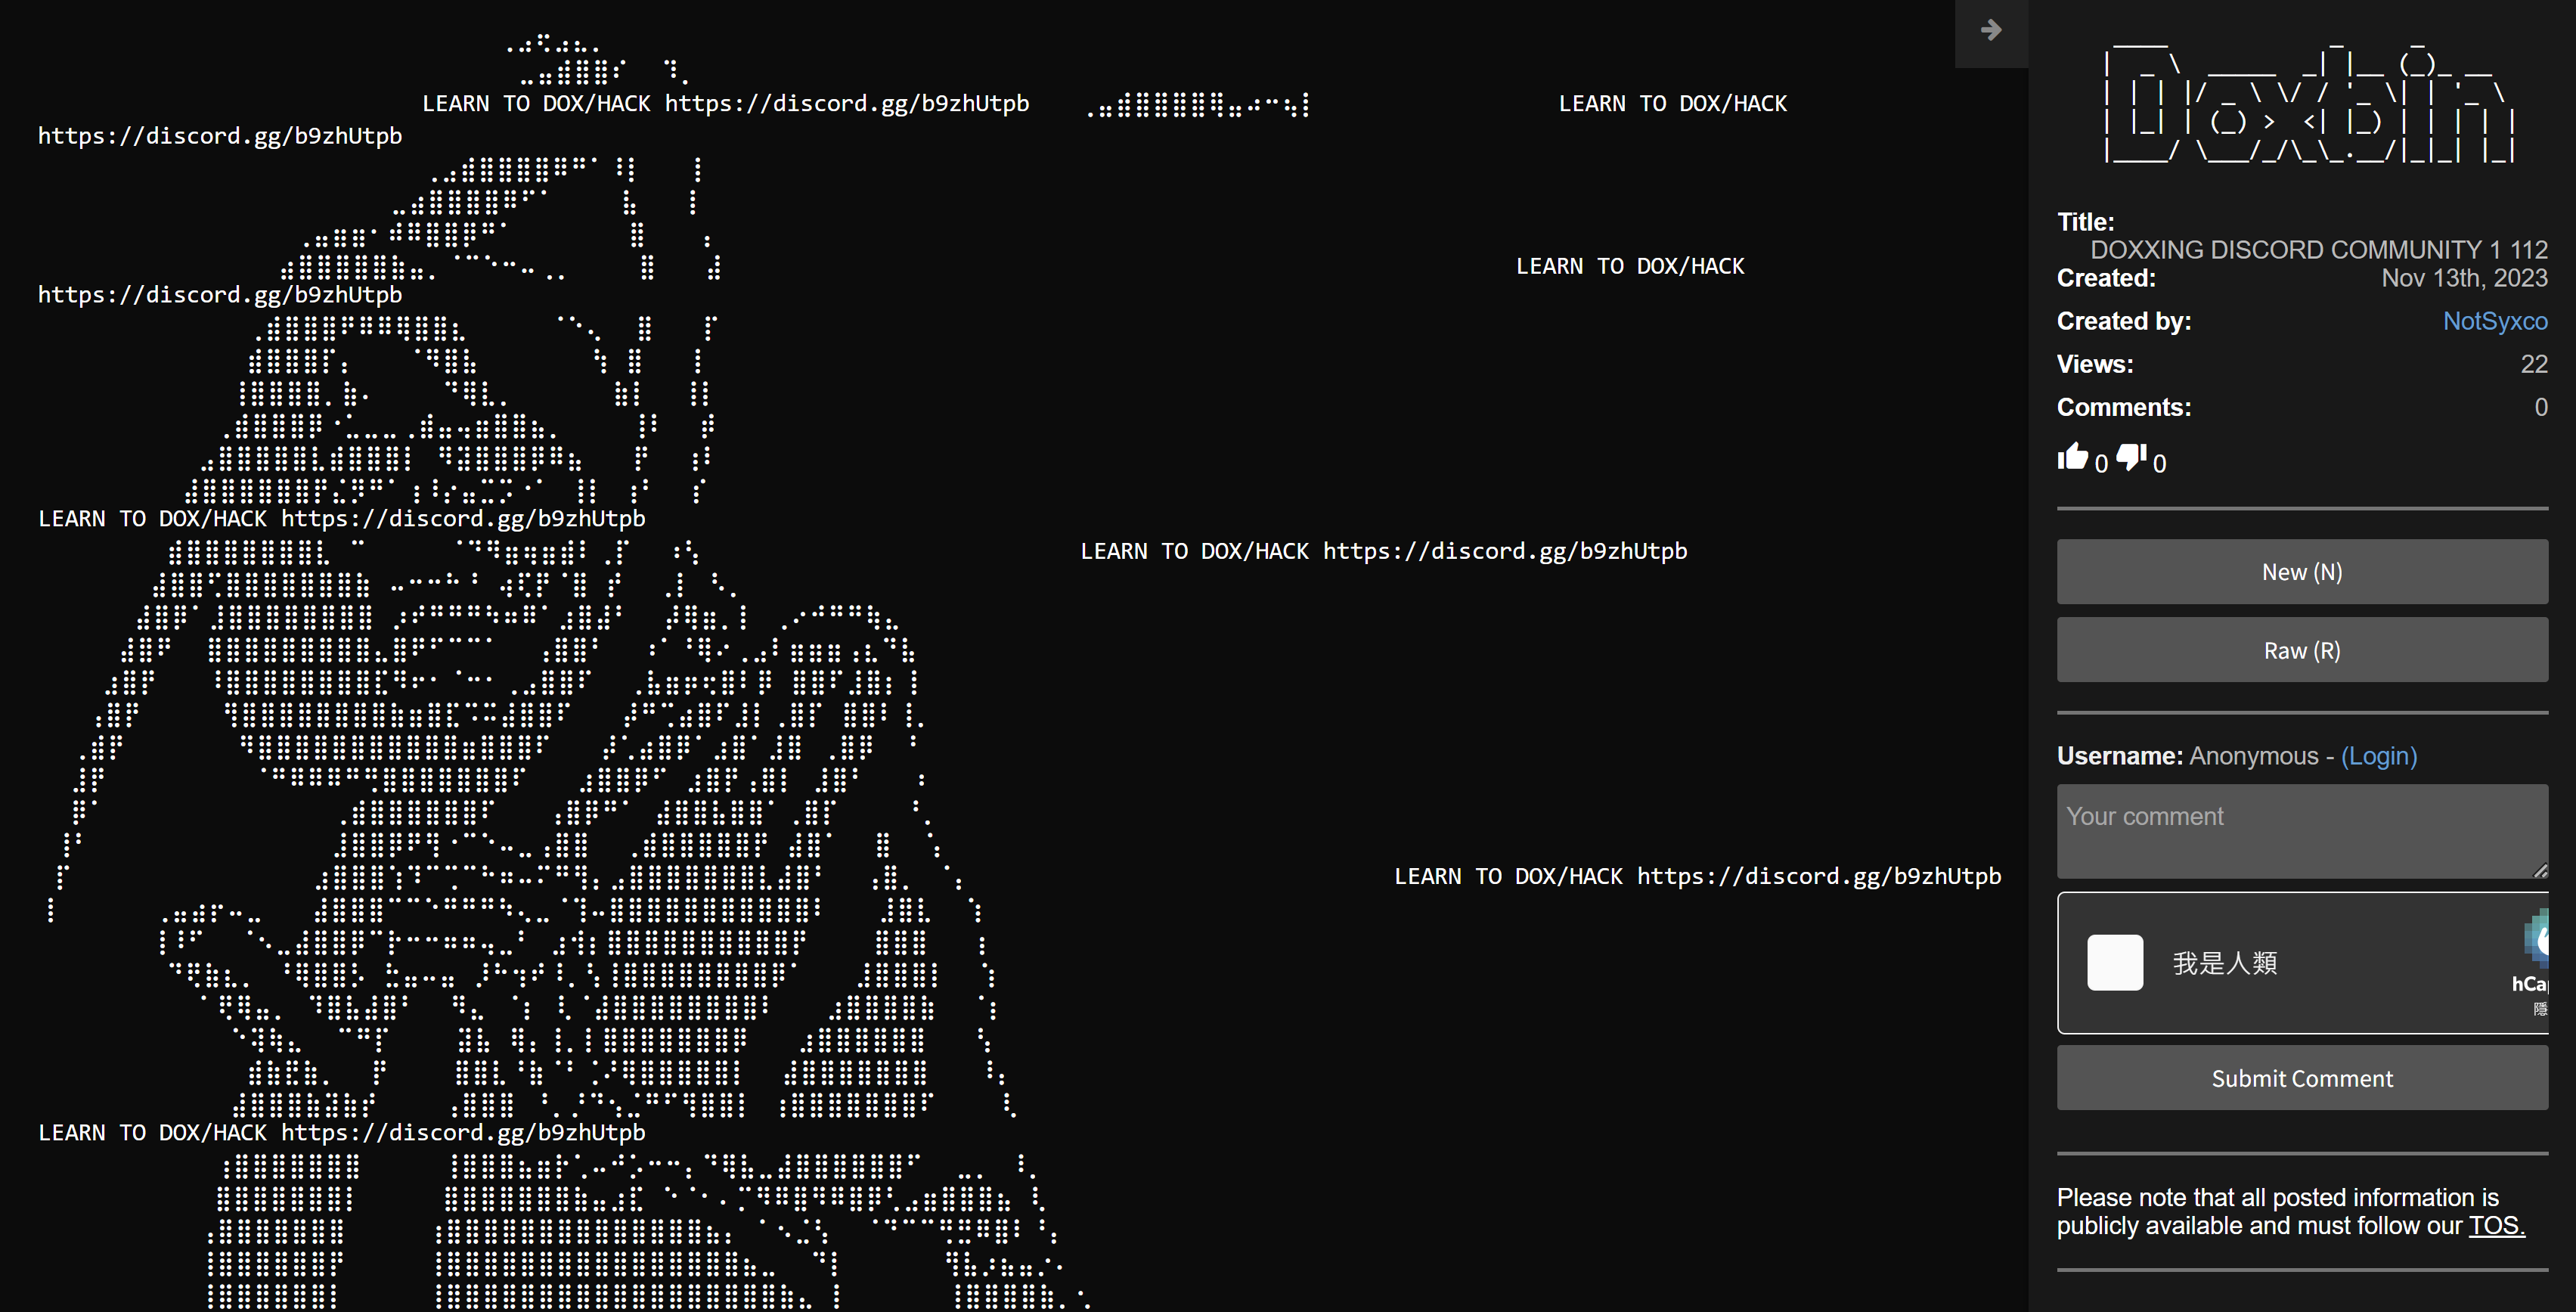 LEARN TO DOX/HACK https://discord.gg/b9zhUtpb LEARN TO DOX/HACK
https://discord.gg/b9zhUtpb
LEARN TO DOX/HACK
https://discord.gg/b9zhUtpb
LEARN TO DOX/HACK https://discord.gg/b9zhUtpb
LEARN TO DOX/HACK https://discord.gg/b9zhUtpb
LEARN TO DOX/HACK https://discord.gg/b9zhUtpb
LEARN TO DOX/HACK https://discord.gg/b9zhUtpb
Doxbin
Title:
DOXXING DISCORD COMMUNITY 1 112
Created: Nov 13th, 2023
Created by: NotSyxco
Views: 22
Comments: 0
0 0
New (N)
Raw (R)
Username: Anonymous - (Login)
Your comment
我是人類
hCap
隱
Submit Comment
Please note that all posted information is
publicly available and must follow our TOS.